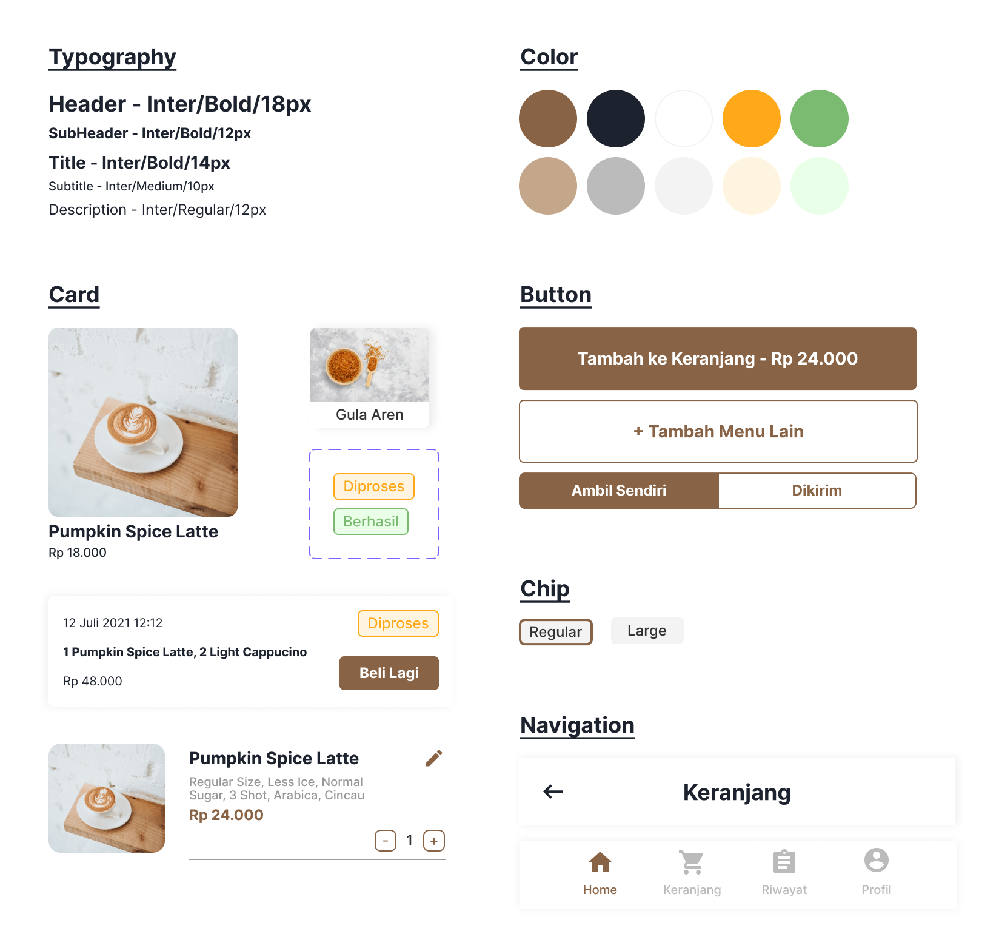 Typography
Header - Inter/Bold/18px
SubHeader - Inter/Bold/12px
Title - Inter/Bold/14px
Subtitle - Inter/Medium/10px
Description - Inter/Regular/12px
Color
Card
Gula Aren
Diproses
Berhasil
Pumpkin Spice Latte
Rp 18.000
12 Juli 2021 12:12
Diproses
1 Pumpkin Spice Latte, 2 Light Cappucino
Rp 48.000
Beli Lagi
Pumpkin Spice Latte
Regular Size, Less Ice, Normal
Sugar, 3 Shot, Arabica, Cincau
Rp 24.000
- 1 +
Button
Tambah ke Keranjang - Rp 24.000
+ Tambah Menu Lain
Ambil Sendiri
Dikirim
Chip
Regular
Large
Navigation
Keranjang
Home
Keranjang
Riwayat
Profil